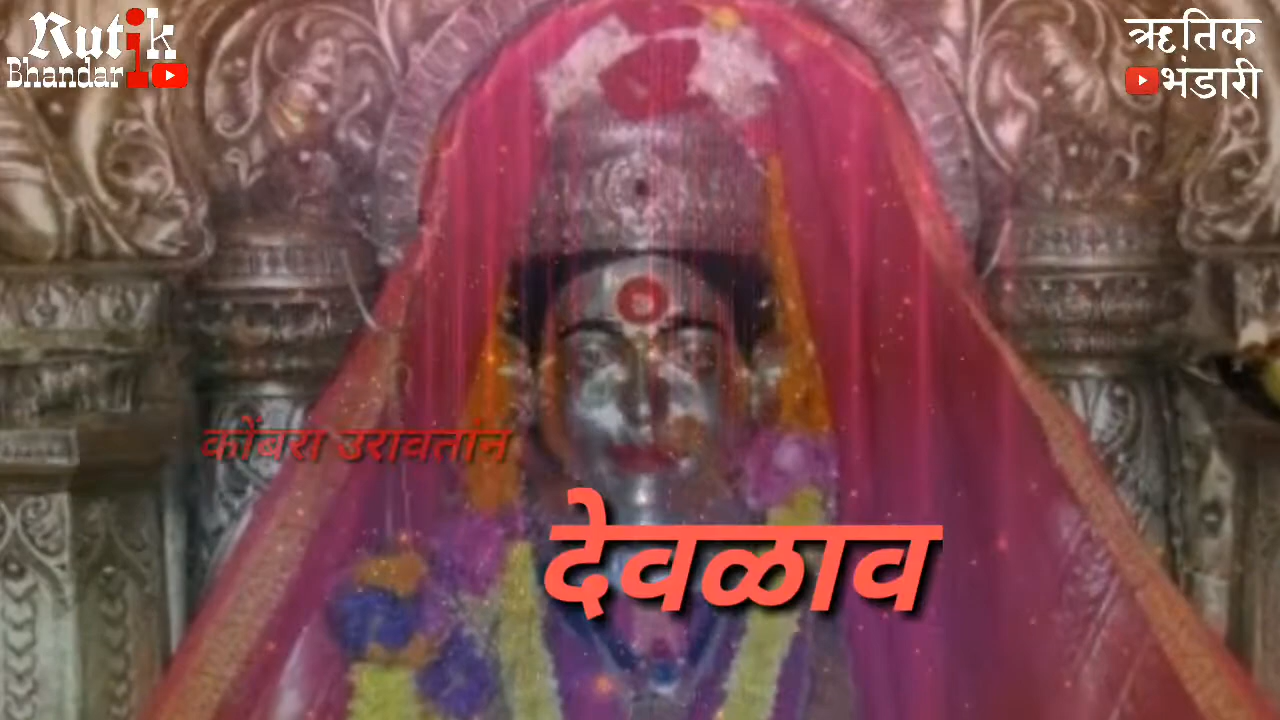 Rutik
Bhandari
ऋतिक
भंडारी
कोंबरा उरावतांन
देवळाव